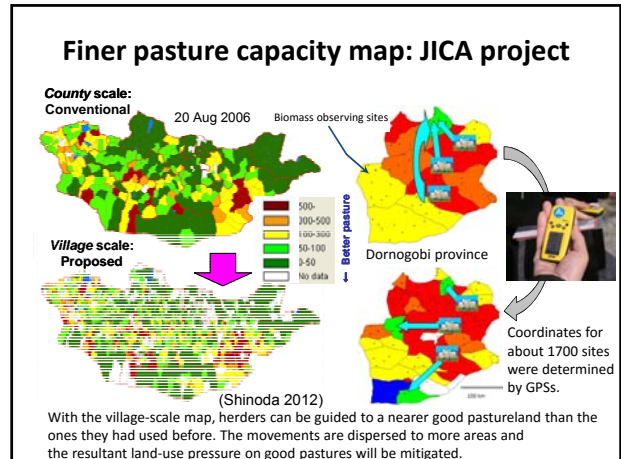 Finer pasture capacity map: JICA project
County scale:
Conventional
20 Aug 2006
Biomass observing sites
500-
300-500
100-300
50-100
0-50
No data
← Better pasture
Village scale:
Proposed
Dornogobi province
Coordinates for
about 1700 sites
were determined
by GPSs.
(Shinoda 2012)
100 km
With the village-scale map, herders can be guided to a nearer good pastureland than the
ones they had used before. The movements are dispersed to more areas and
the resultant land-use pressure on good pastures will be mitigated.